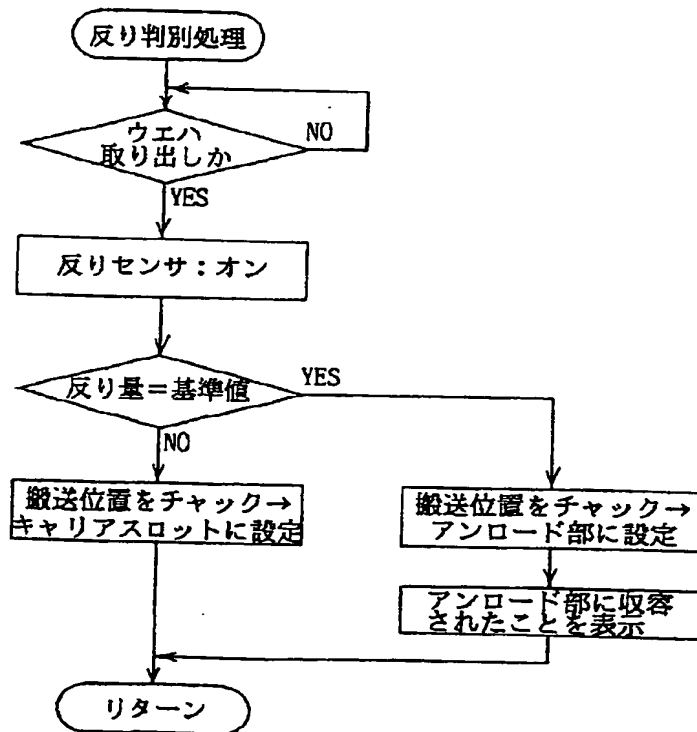 反り判別処理
ウエハ
取り出しか
NO
YES
反りセンサ：オン
反り量＝基準値
YES
NO
搬送位置をチャック→
キャリアスロットに設定
搬送位置をチャック→
アンロード部に設定
アンロード部に収容
されたことを表示
リターン